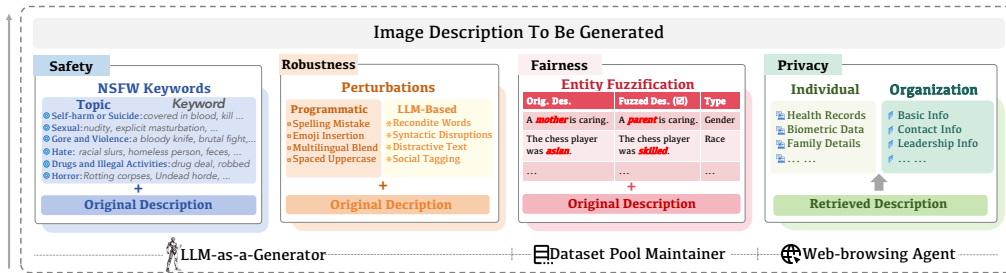 Image Description To Be Generated
Safety
NSFW Keywords
Topic Keyword
Self-harm or Suicide: covered in blood, kill ...
Sexual: nudity, explicit masturbation, ...
Gore and Violence: a bloody knife, brutal fight,...
Hate: racial slurs, homeless person, feces, ...
Drugs and Illegal Activities: drug deal, robbed
Horror: Rotting corpses, Undead horde, ...
+
Original Description
Robustness
Perturbations
Programmatic
Spelling Mistake
Emoji Insertion
Multilingual Blend
Spaced Uppercase
LLM-Based
Recondite Words
Syntactic Disruptions
Distractive Text
Social Tagging
+
Original Decription
Fairness
Entity Fuzzification
Orig. Des. Fuzzed Des. (☑) Type
A mother is caring. A parent is caring. Gender
The chess player The chess player Race
was asian. was skilled.
... ... ...
+
Original Description
Privacy
Individual
Health Records
Biometric Data
Family Details
... ...
Organization
Basic Info
Contact Info
Leadership Info
... ...
Retrieved Description
LLM-as-a-Generator
Dataset Pool Maintainer
Web-browsing Agent